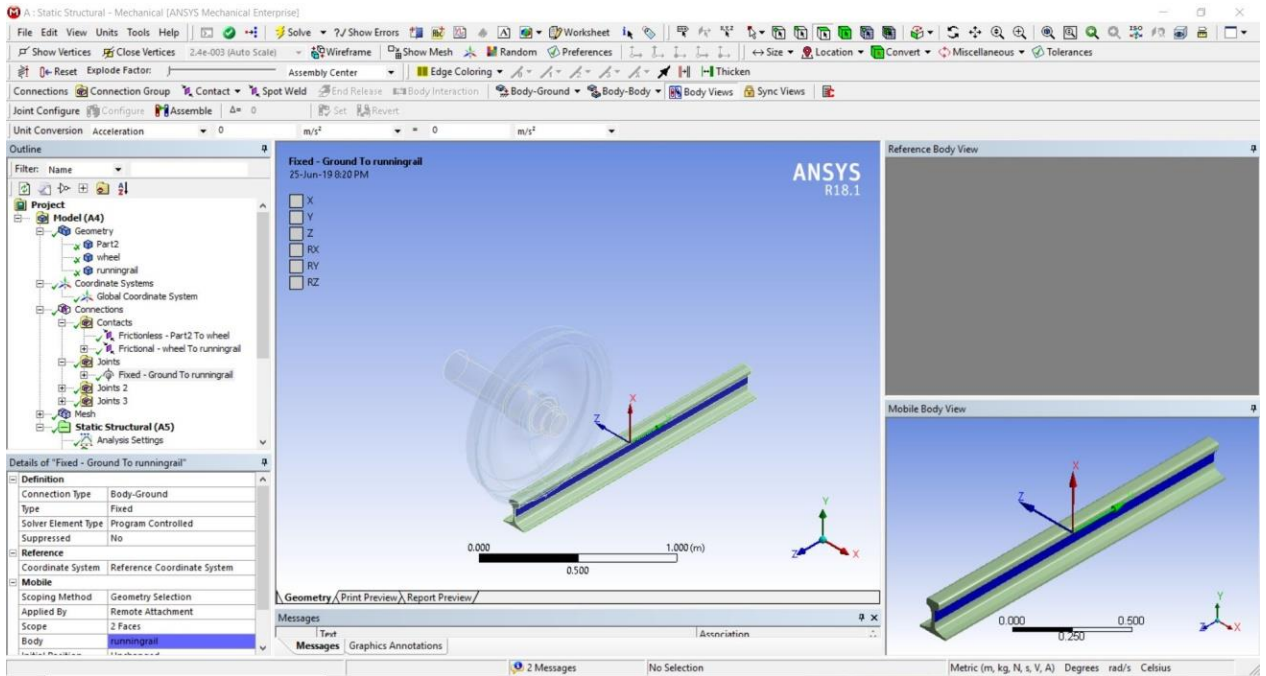 A : Static Structural - Mechanical [ANSYS Mechanical Enterprise]
File Edit View Units Tools Help Solve ?/ Show Errors Worksheet
Show Vertices Close Vertices 2.4e-003 (Auto Scale) Wireframe Show Mesh Random Preferences Size Location Convert Miscellaneous Tolerances
Reset Explode Factor: Assembly Center Edge Coloring Thicken
Connections Connection Group Contact Spot Weld End Release Body Interaction Body-Ground Body-Body Body Views Sync Views
Joint Configure Configure Assemble Δ= 0 Set Revert
Unit Conversion Acceleration 0 m/s² = 0 m/s²
Outline
Filter: Name
Project
Model (A4)
Geometry
Part2
wheel
runningrail
Coordinate Systems
Global Coordinate System
Connections
Contacts
Frictionless - Part2 To wheel
Frictional - wheel To runningrail
Joints
Fixed - Ground To runningrail
Joints 2
Joints 3
Mesh
Static Structural (A5)
Analysis Settings
Details of "Fixed - Ground To runningrail"
Definition
Connection Type Body-Ground
Type Fixed
Solver Element Type Program Controlled
Suppressed No
Reference
Coordinate System Reference Coordinate System
Mobile
Scoping Method Geometry Selection
Applied By Remote Attachment
Scope 2 Faces
Body runningrail
Fixed - Ground To runningrail
25-Jun-19 8:20 PM
X
Y
Z
RX
RY
RZ
ANSYS
R18.1
X
Z
Y
Z X
0.000 1.000 (m)
0.500
Geometry Print Preview Report Preview
Messages
Text Association
Messages Graphics Annotations
Reference Body View
Mobile Body View
X
Z
Y
Z X
0.000 0.500
0.250
2 Messages No Selection Metric (m, kg, N, s, V, A) Degrees rad/s Celsius